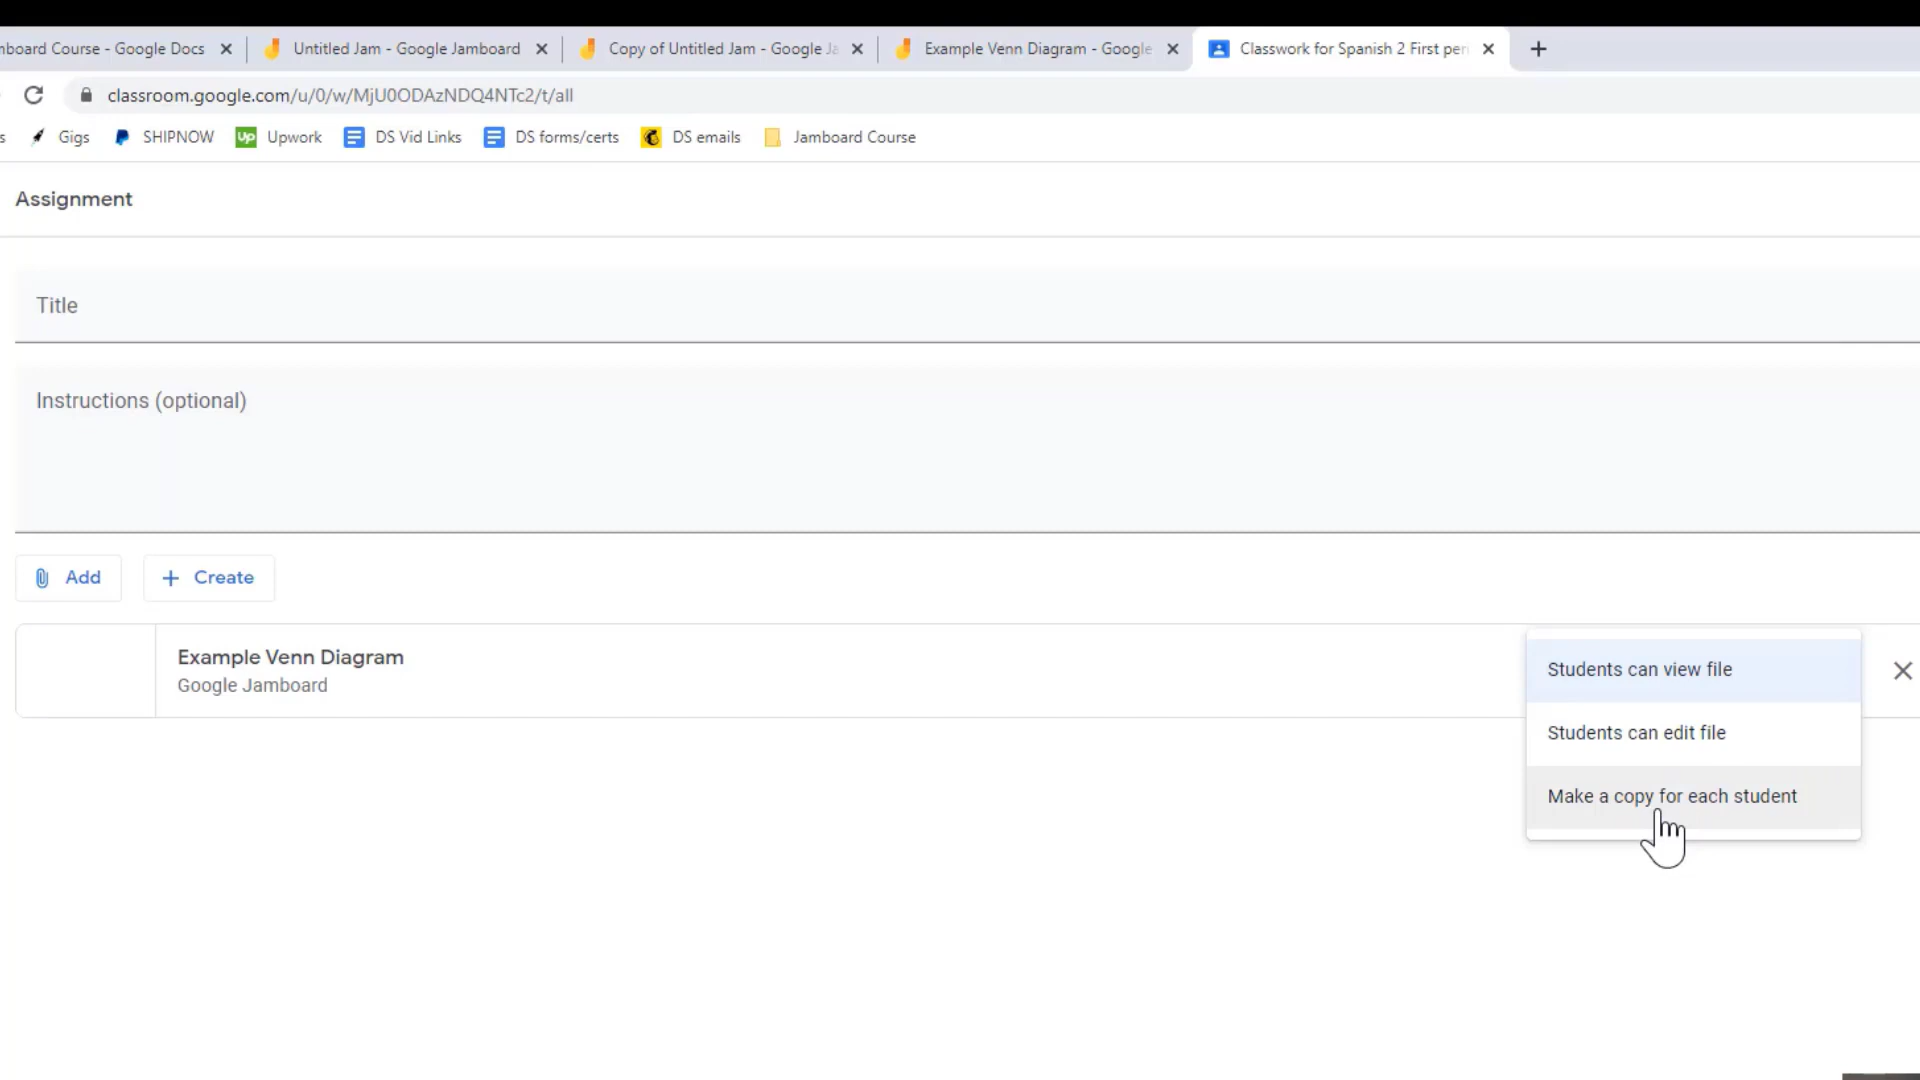 nboard Course - Google Docs
Untitled Jam - Google Jamboard
Copy of Untitled Jam - Google Ja
Example Venn Diagram - Google
Classwork for Spanish 2 First pen
classroom.google.com/u/0/w/MjU0ODAzNDQ4NTc2/t/all
s
Gigs
SHIPNOW
Up
Upwork
DS Vid Links
DS forms/certs
DS emails
Jamboard Course
Assignment
Title
Instructions (optional)
Add
Create
Example Venn Diagram
Google Jamboard
Students can view file
Students can edit file
Make a copy for each student